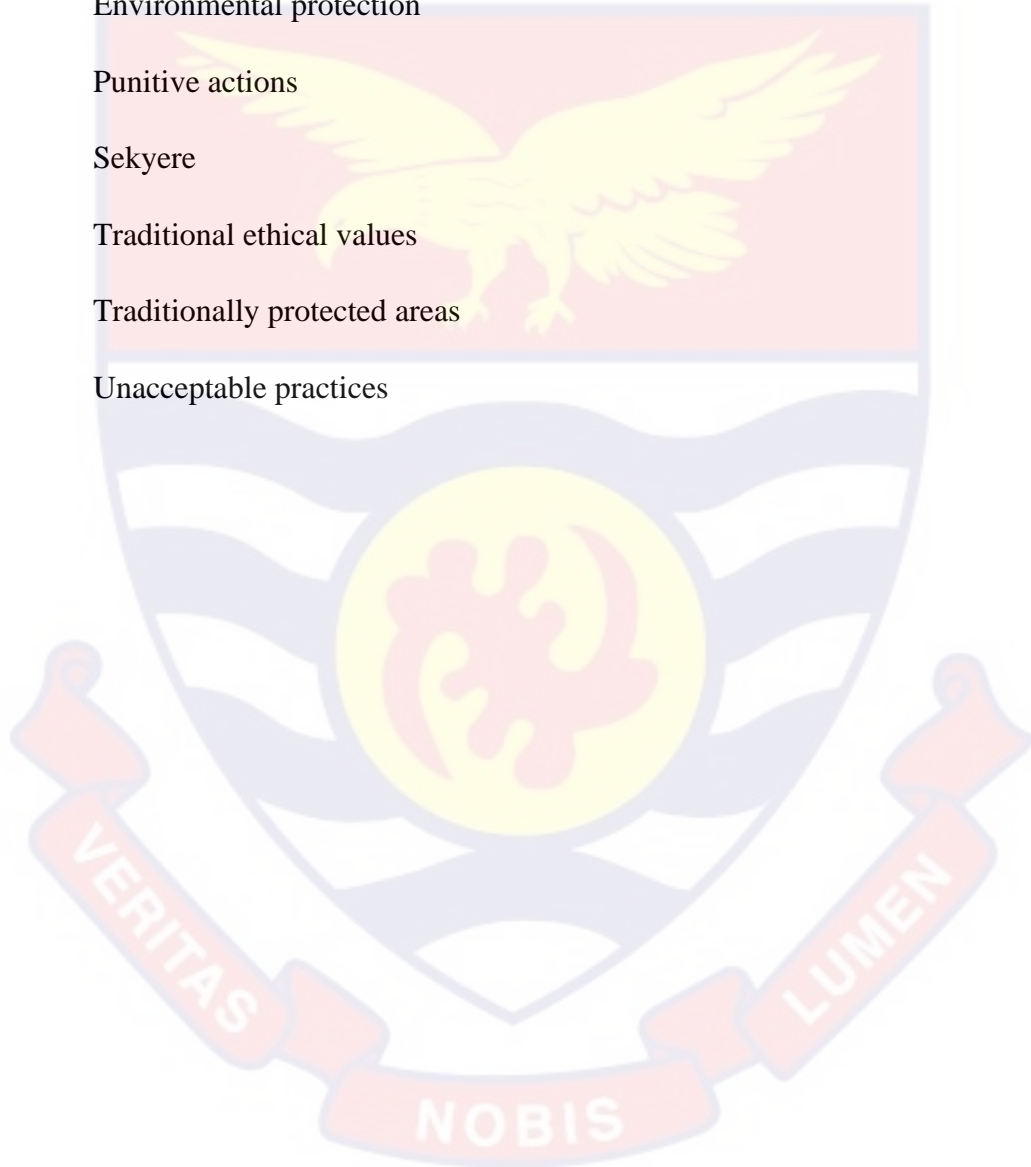 Environmental protection
Punitive actions
Sekyere
Traditional ethical values
Traditionally protected areas
Unacceptable practices
VERITAS
NOBIS
LUMEN